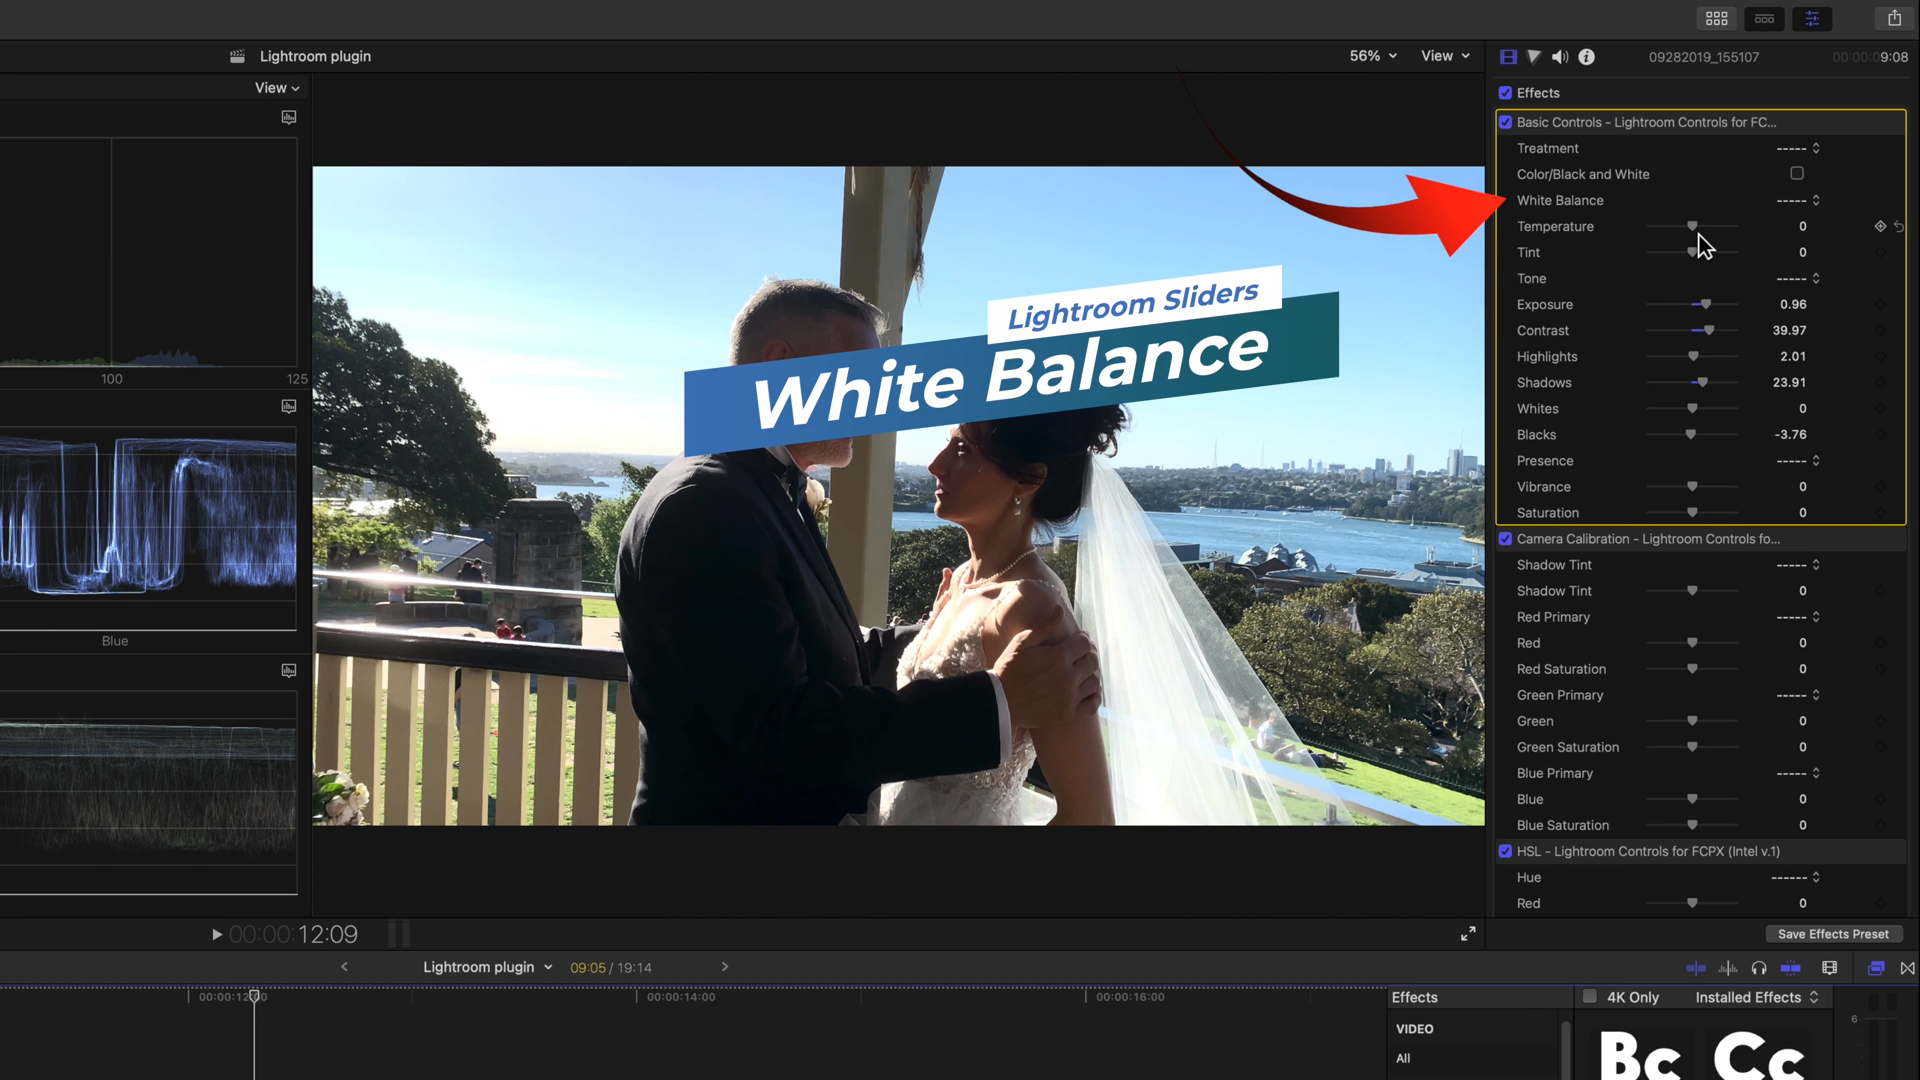 Lightroom plugin
56%
View
09282019_155107
00:00:09:08
View
Effects
Basic Controls - Lightroom Controls for FC...
Treatment -----
Color/Black and White
White Balance -----
Temperature 0
Tint 0
Tone -----
Exposure 0.96
Contrast 39.97
Highlights 2.01
Shadows 23.91
Whites 0
Blacks -3.76
Presence -----
Vibrance 0
Saturation 0
Camera Calibration - Lightroom Controls fo...
Shadow Tint -----
Shadow Tint 0
Red Primary -----
Red 0
Red Saturation 0
Green Primary -----
Green 0
Green Saturation 0
Blue Primary -----
Blue 0
Blue Saturation 0
HSL - Lightroom Controls for FCPX (Intel v.1)
Hue ------
Red 0
Save Effects Preset
100
125
Blue
Lightroom Sliders
White Balance
00:00:12:09
Lightroom plugin
09:05 / 19:14
00:00:14:00
00:00:16:00
Effects
4K Only
Installed Effects
VIDEO
All
Bc
Cc
6